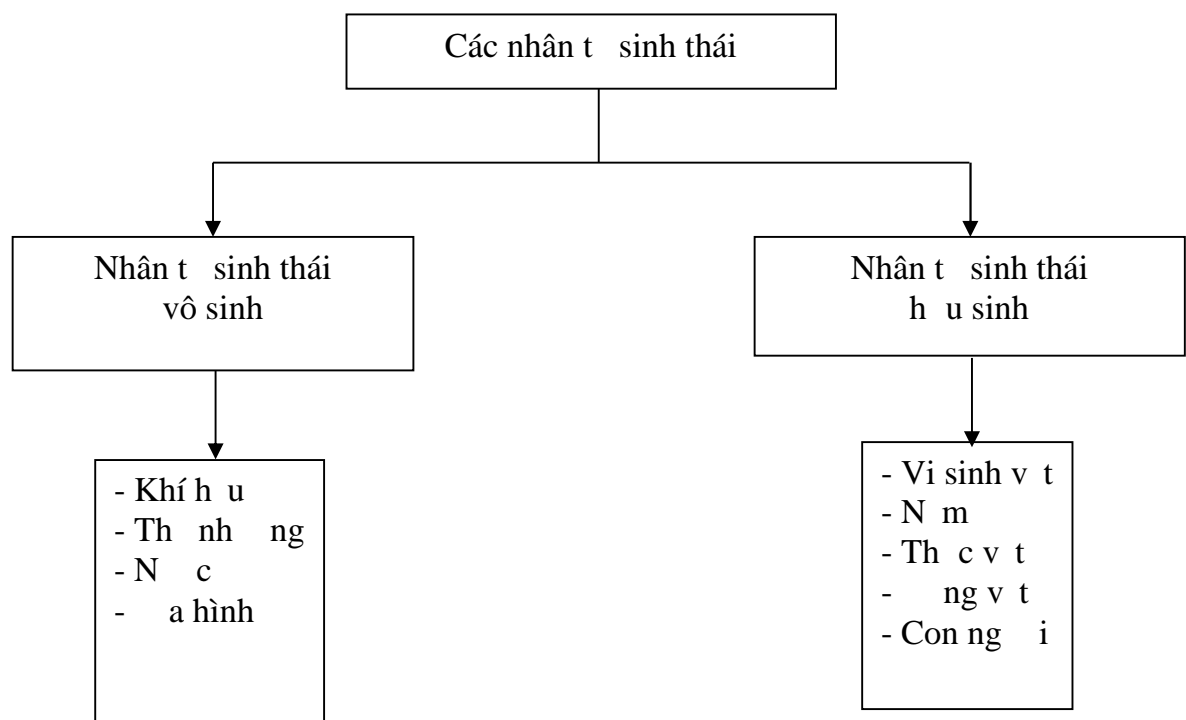 Các nhân t sinh thái
Nhân t sinh thái
vô sinh
Nhân t sinh thái
h u sinh
- Khí h u
- Th nh ng
- N c
- a hình
- Vi sinh v t
- N m
- Th c v t
- ng v t
- Con ng i